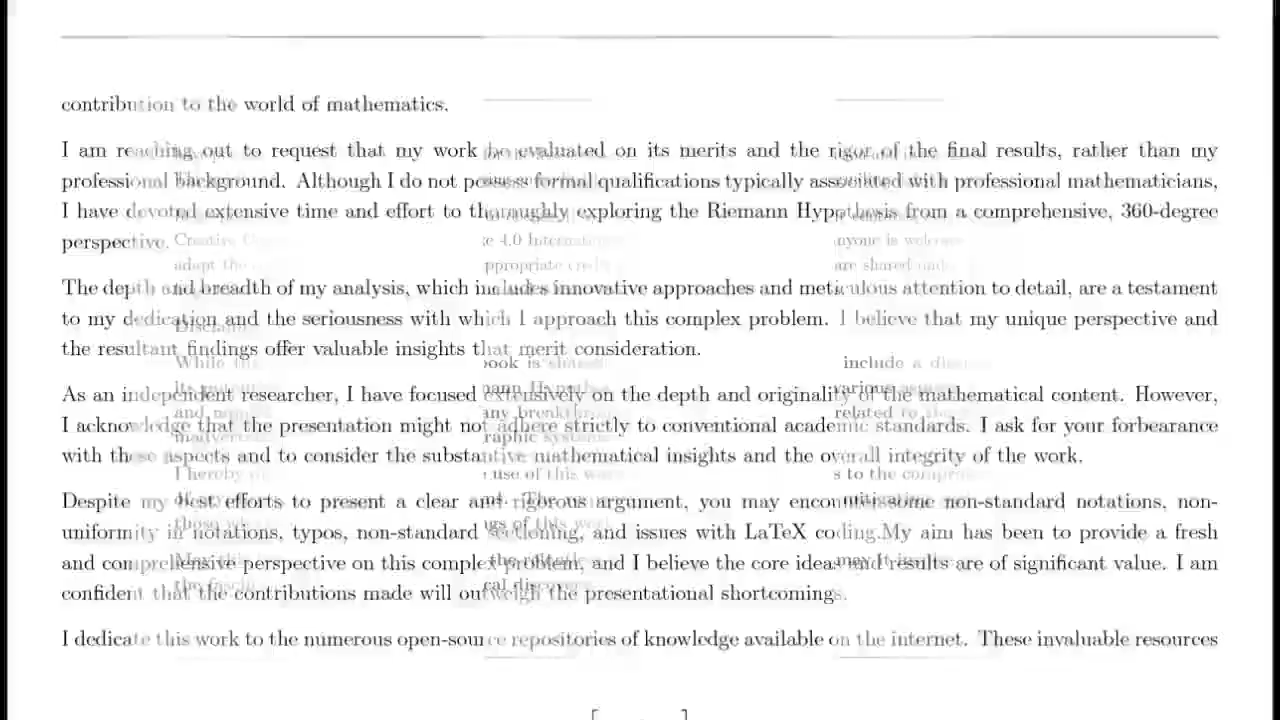 contribution to the world of mathematics.
I am reaching out to request that my work be evaluated on its merits and the rigor of the final results, rather than my
professional background. Although I do not possess formal qualifications typically associated with professional mathematicians,
I have devoted extensive time and effort to thoroughly exploring the Riemann Hypothesis from a comprehensive, 360-degree
perspective.
The depth and breadth of my analysis, which includes innovative approaches and meticulous attention to detail, are a testament
to my dedication and the seriousness with which I approach this complex problem. I believe that my unique perspective and
the resultant findings offer valuable insights that merit consideration.
As an independent researcher, I have focused extensively on the depth and originality of the mathematical content. However,
I acknowledge that the presentation might not adhere strictly to conventional academic standards. I ask for your forbearance
with these aspects and to consider the substantive mathematical insights and the overall integrity of the work.
Despite my best efforts to present a clear and rigorous argument, you may encounter some non-standard notations, non-
uniformity in notations, typos, non-standard sectioning, and issues with LaTeX coding.My aim has been to provide a fresh
and comprehensive perspective on this complex problem, and I believe the core ideas and results are of significant value. I am
confident that the contributions made will outweigh the presentational shortcomings.
I dedicate this work to the numerous open-source repositories of knowledge available on the internet. These invaluable resources